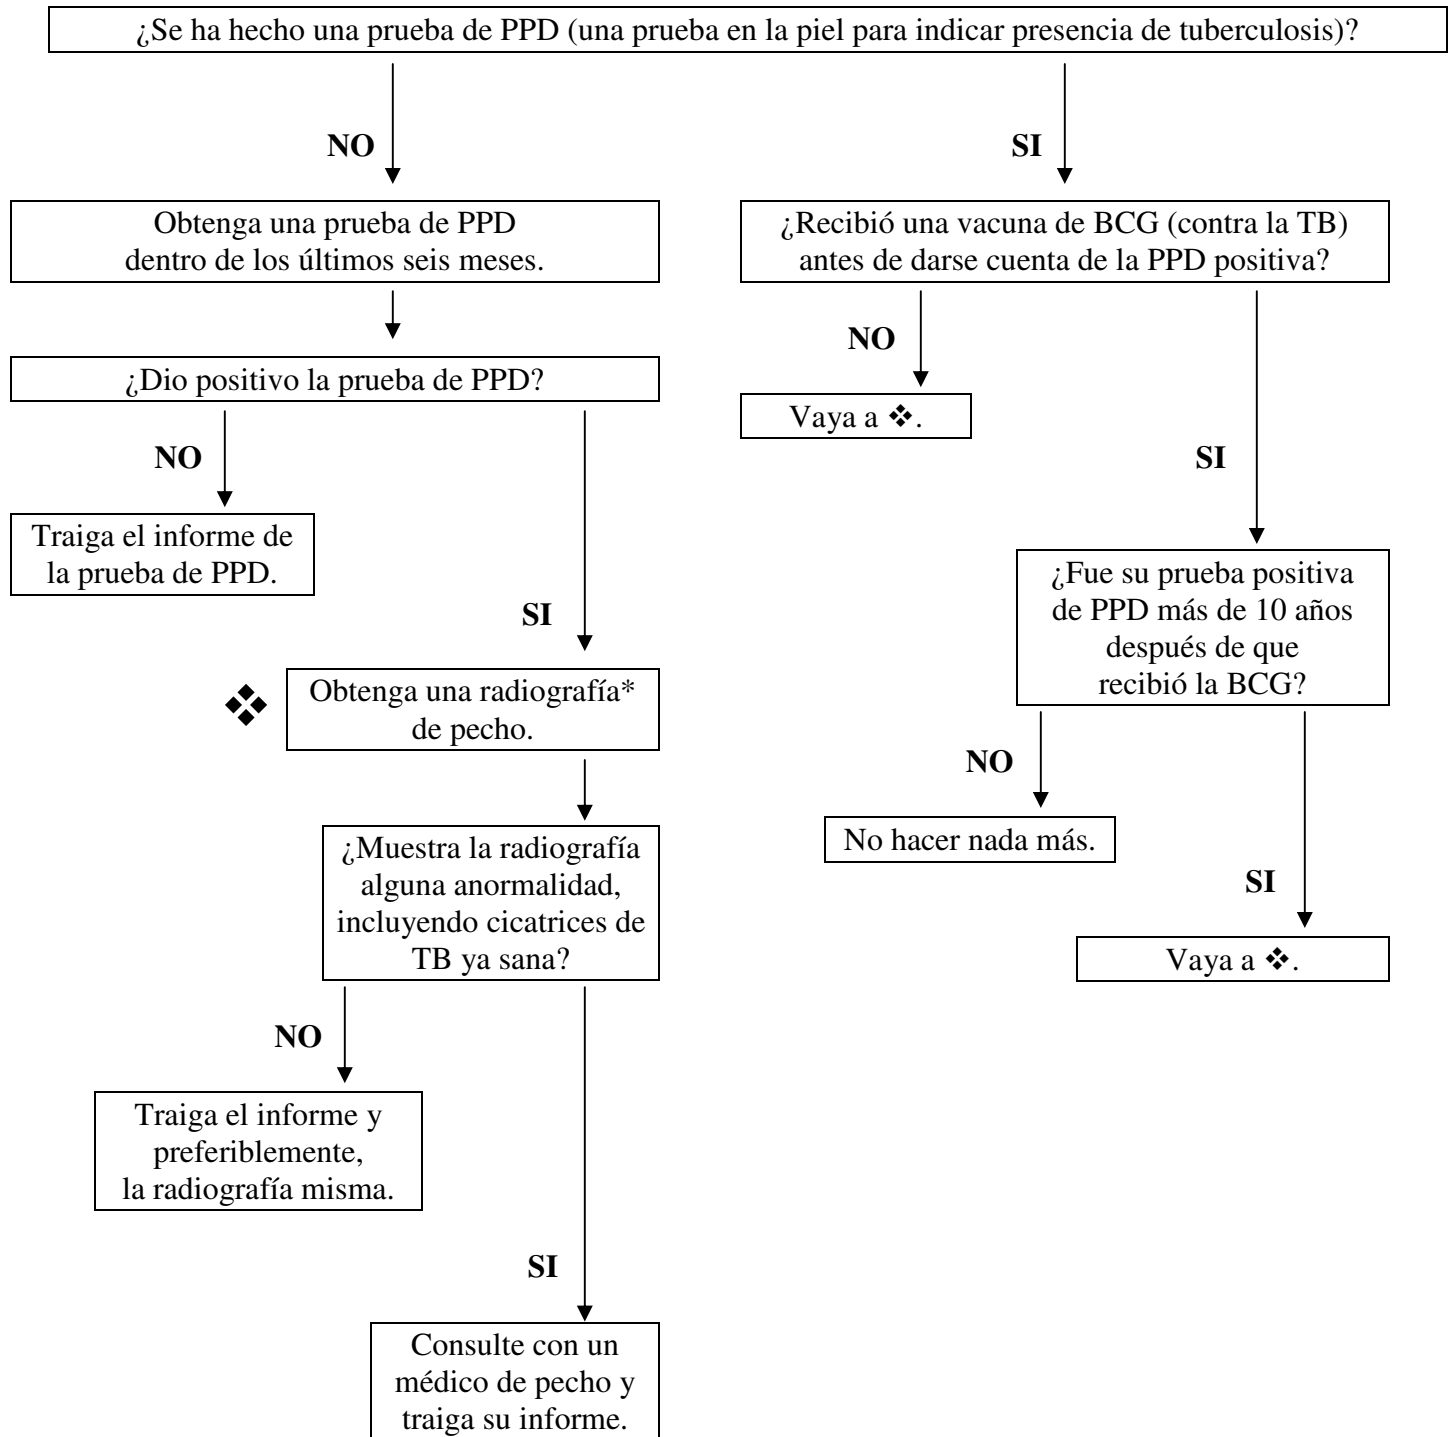 ¿Se ha hecho una prueba de PPD (una prueba en la piel para indicar presencia de tuberculosis)?
NO
SI
Obtenga una prueba de PPD
dentro de los últimos seis meses.
¿Recibió una vacuna de BCG (contra la TB)
antes de darse cuenta de la PPD positiva?
NO
Vaya a ❖.
¿Dio positivo la prueba de PPD?
NO
SI
Traiga el informe de
la prueba de PPD.
¿Fue su prueba positiva
de PPD más de 10 años
después de que
recibió la BCG?
SI
❖ Obtenga una radiografía*
de pecho.
NO
No hacer nada más.
¿Muestra la radiografía
alguna anormalidad,
incluyendo cicatrices de
TB ya sana?
SI
Vaya a ❖.
NO
Traiga el informe y
preferiblemente,
la radiografía misma.
SI
Consulte con un
médico de pecho y
traiga su informe.